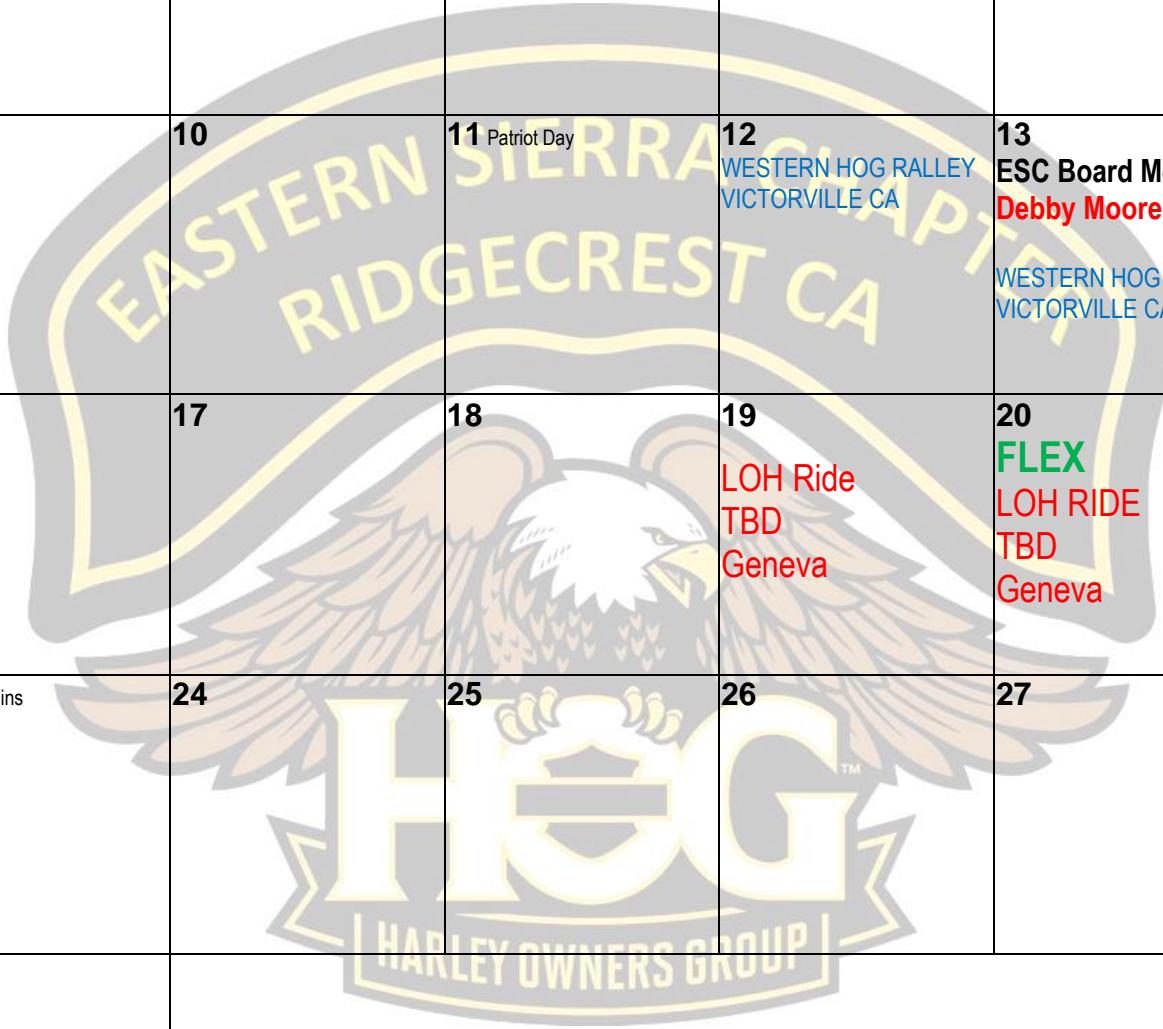 EASTERN SIERRA CHAPTER
RIDGECREST CA
10
11 Patriot Day
12
WESTERN HOG RALLEY
VICTORVILLE CA
13
ESC Board M
Debby Moore
WESTERN HOG
VICTORVILLE CA
17
18
19
LOH Ride
TBD
Geneva
20
FLEX
LOH RIDE
TBD
Geneva
ins
24
25
26
27
HOG
TM
HARLEY OWNERS GROUP